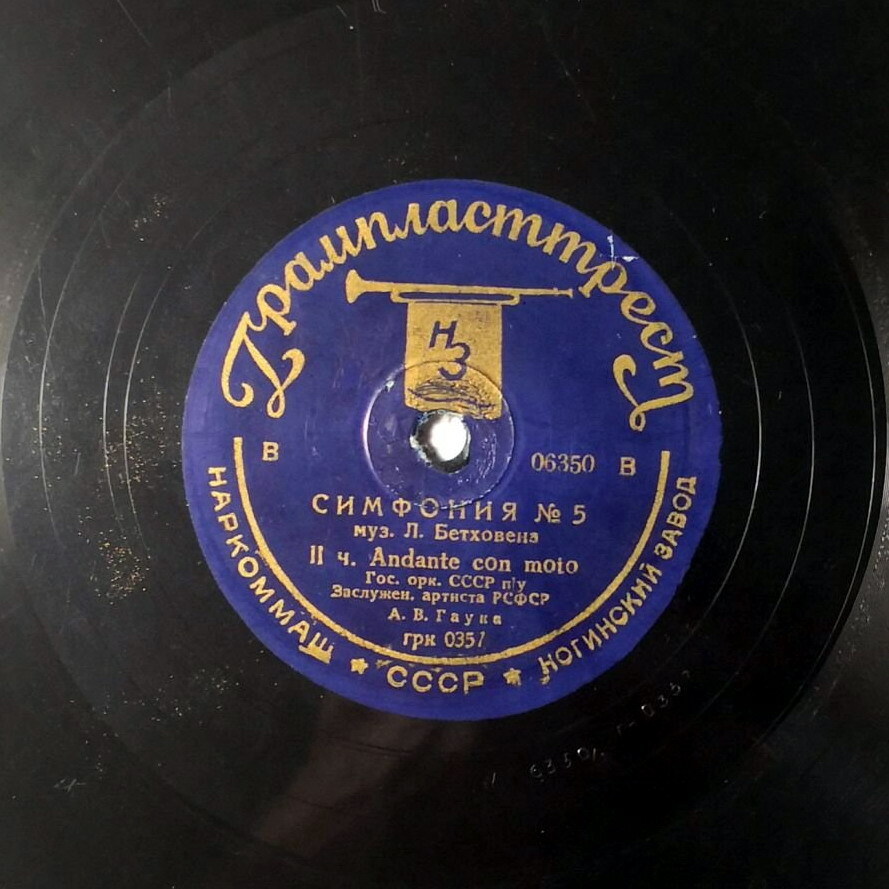 Грампласттрест
НЗ
В 06350 В
СИМФОНИЯ № 5
муз. Л. Бетховена
II ч. Andante con moto
Гос. орк. СССР п/у
Заслужен. артиста РСФСР
А. В. Гаука
грк 0351
НАРКОММАШ ★ СССР ★ НОГИНСКИЙ ЗАВОД